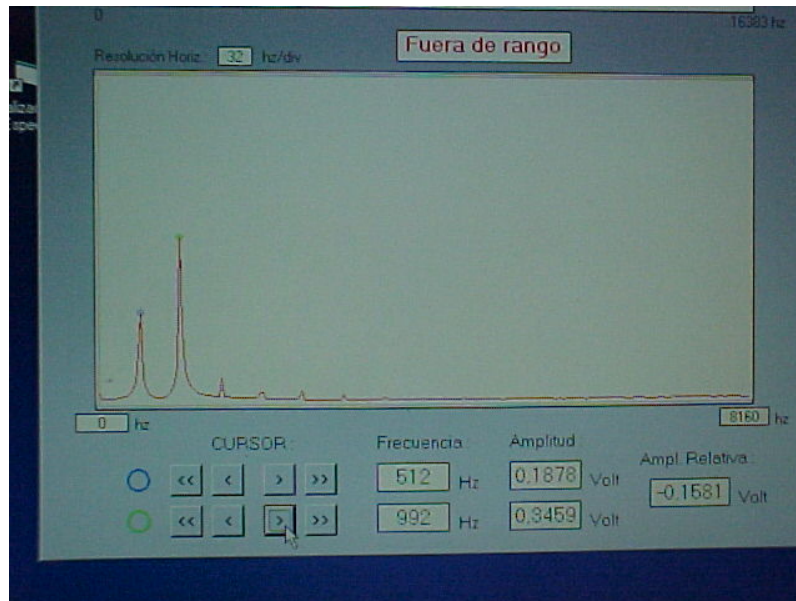 0 16383 hz
Resolución Horiz.: 32 hz/div
Fuera de rango
0 hz 8160 hz
CURSOR: Frecuencia: Amplitud:
Ampl. Relativa:
<< < > >> 512 Hz 0.1878 Volt
-0.1581 Volt
<< < > >> 992 Hz 0.3459 Volt